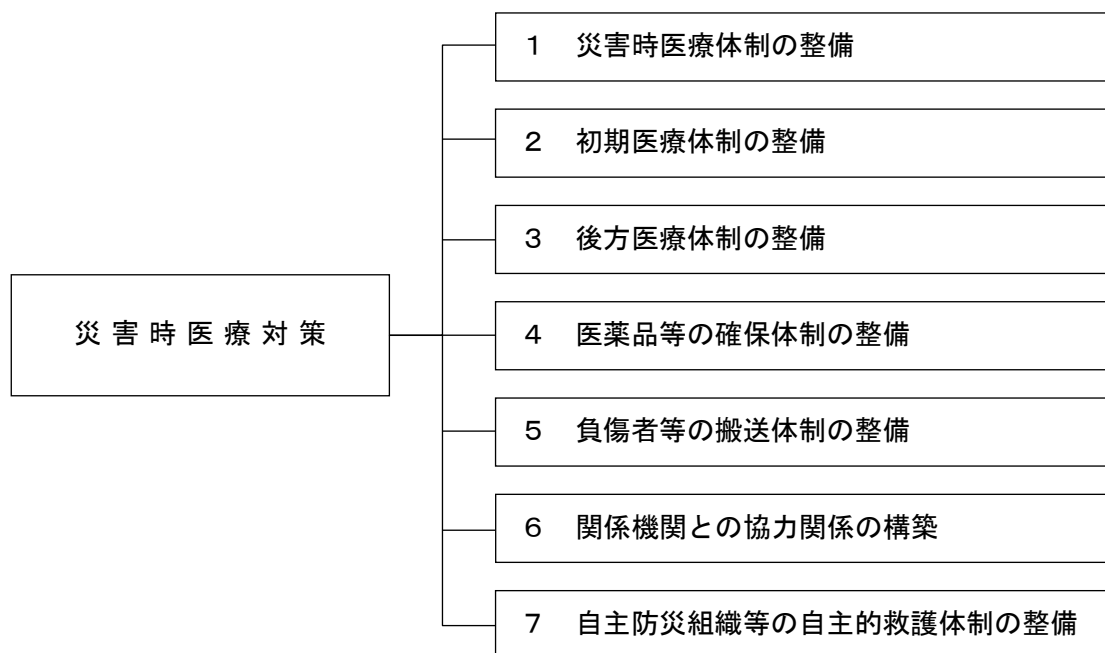 １　災害時医療体制の整備
２　初期医療体制の整備
３　後方医療体制の整備
災害時医療対策
４　医薬品等の確保体制の整備
５　負傷者等の搬送体制の整備
６　関係機関との協力関係の構築
７　自主防災組織等の自主的救護体制の整備